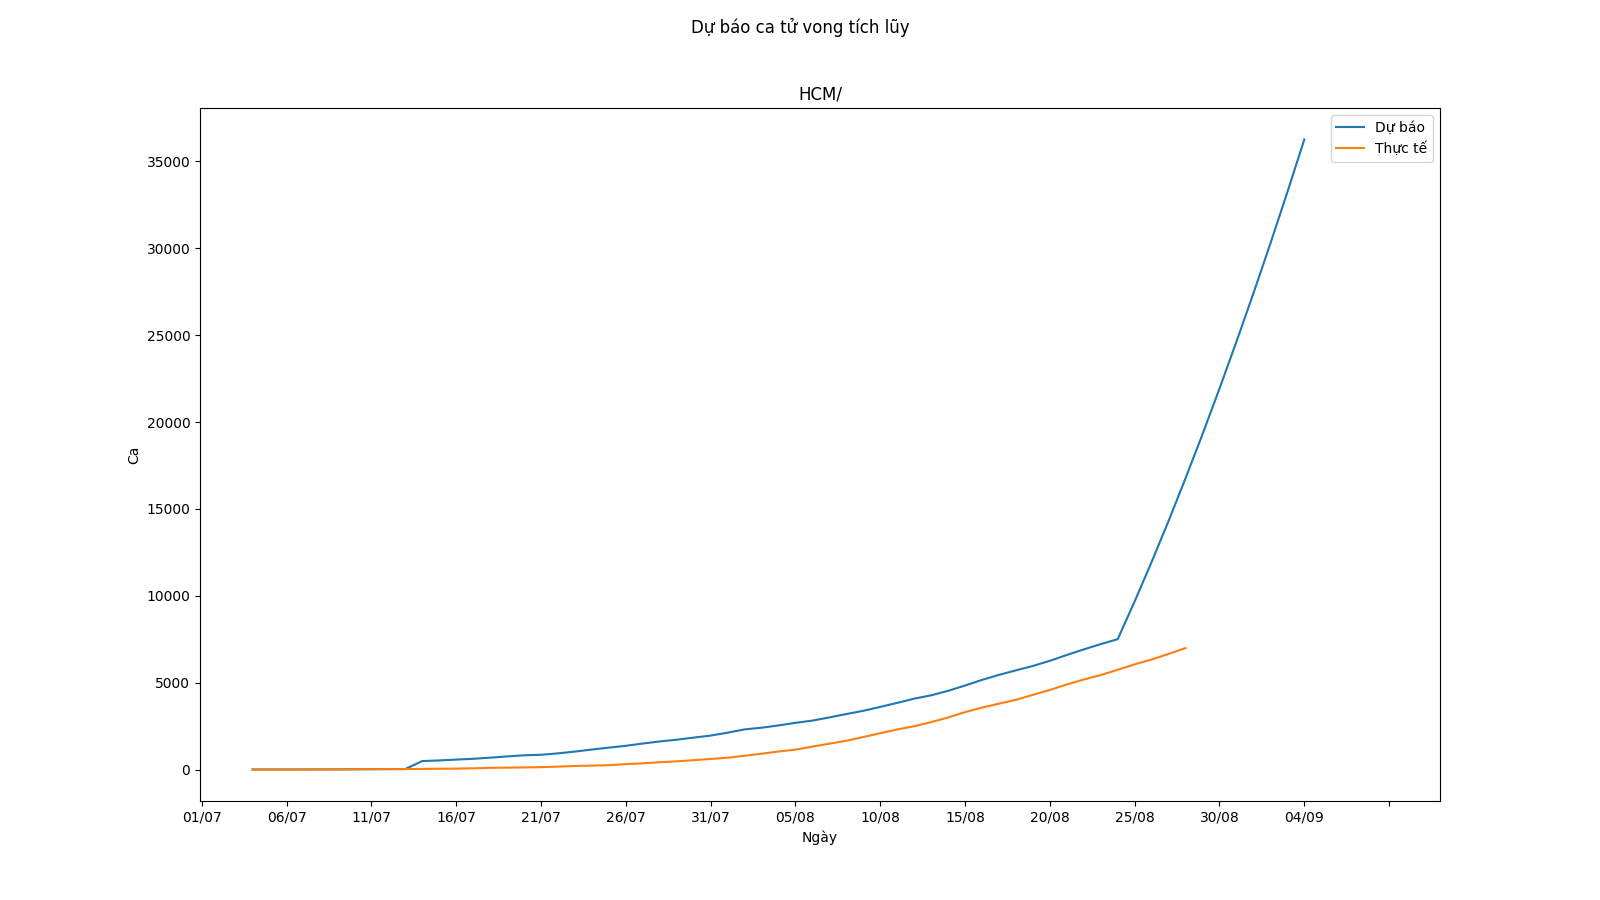 Dự báo ca tử vong tích lũy
HCM/
Dự báo
Thực tế
35000
30000
25000
20000
15000
10000
5000
0
Ca
01/07 06/07 11/07 16/07 21/07 26/07 31/07 05/08 10/08 15/08 20/08 25/08 30/08 04/09
Ngày